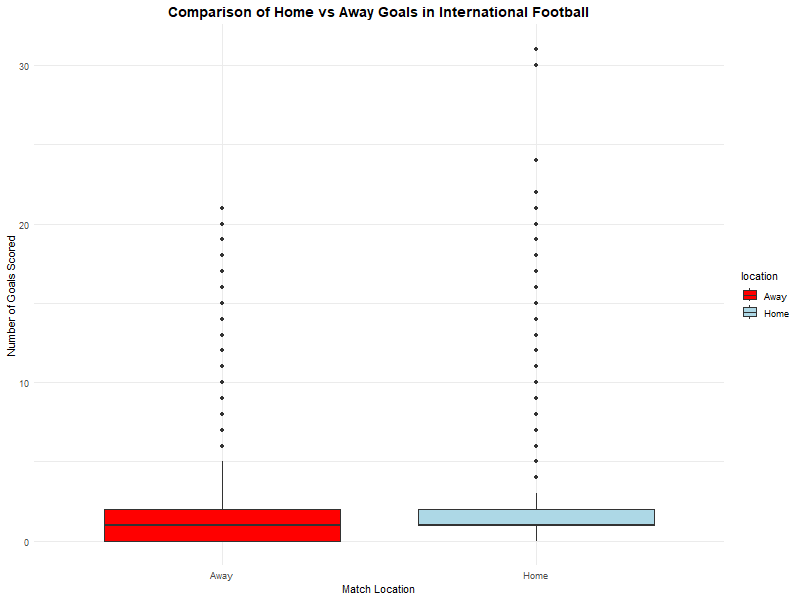 Comparison of Home vs Away Goals in International Football
Number of Goals Scored
30
20
10
0
Away
Home
Match Location
location
Away
Home